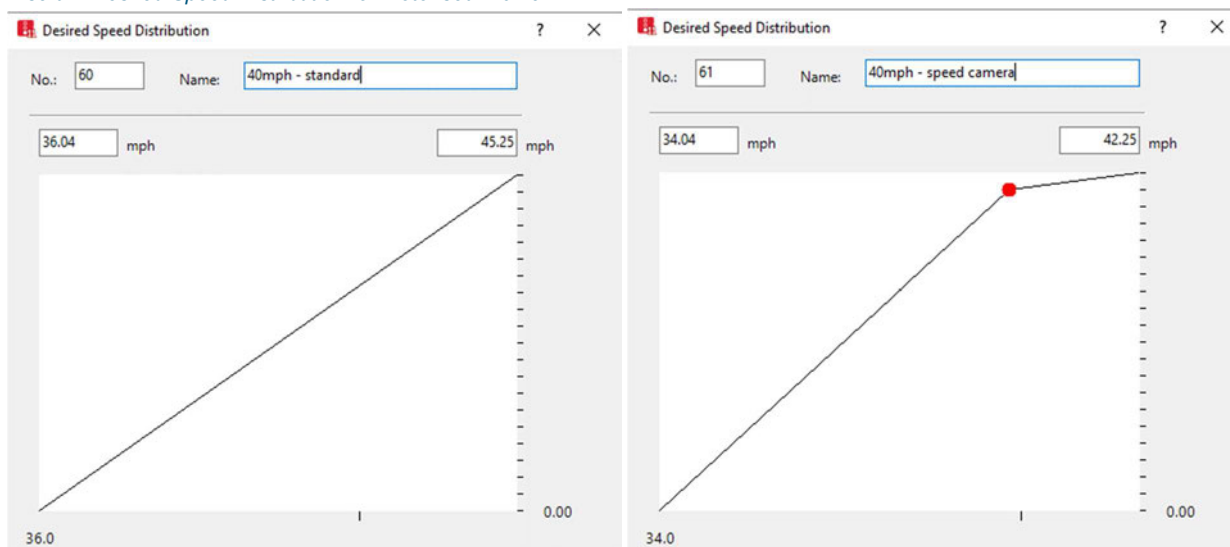 Desired Speed Distribution ? ×
No.: 60 Name: 40mph - standard
36.04 mph 45.25 mph
0.00
36.0
Desired Speed Distribution ? ×
No.: 61 Name: 40mph - speed camera
34.04 mph 42.25 mph
0.00
34.0